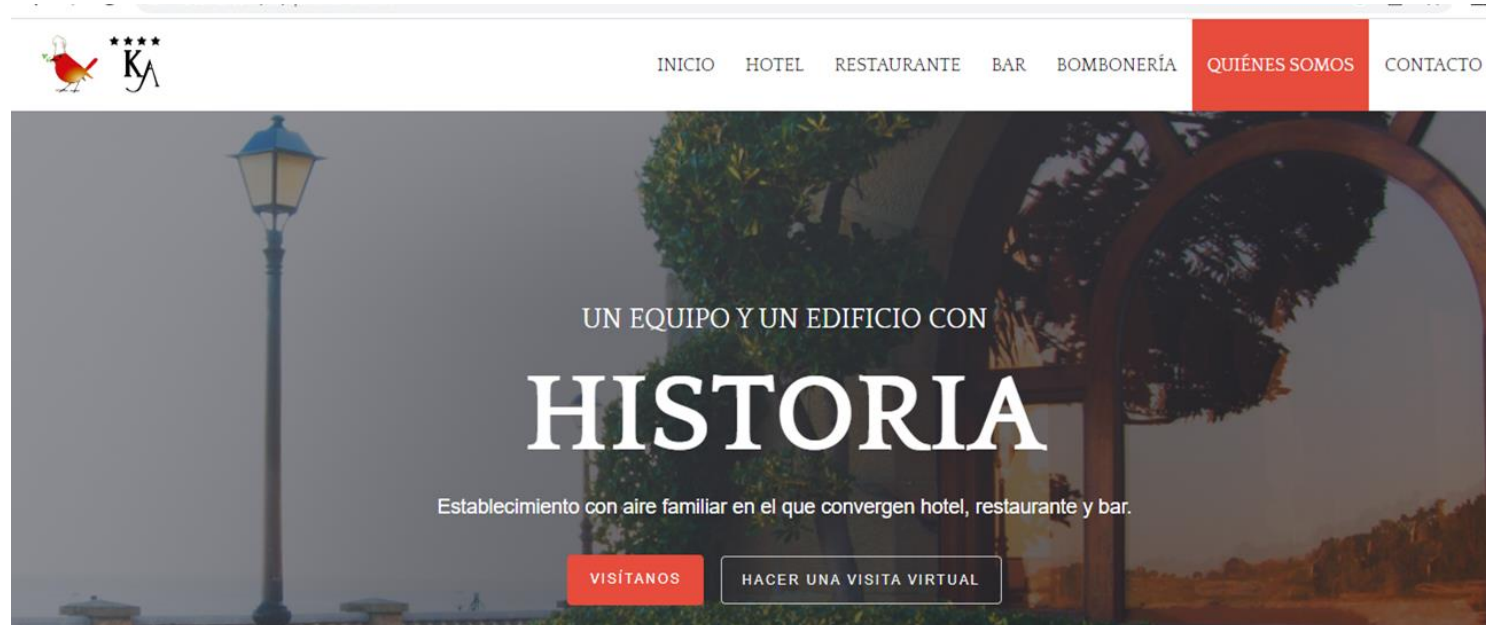 ★★★★
KA
INICIO HOTEL RESTAURANTE BAR BOMBONERÍA QUIÉNES SOMOS CONTACTO
UN EQUIPO Y UN EDIFICIO CON
HISTORIA
Establecimiento con aire familiar en el que convergen hotel, restaurante y bar.
VISÍTANOS HACER UNA VISITA VIRTUAL